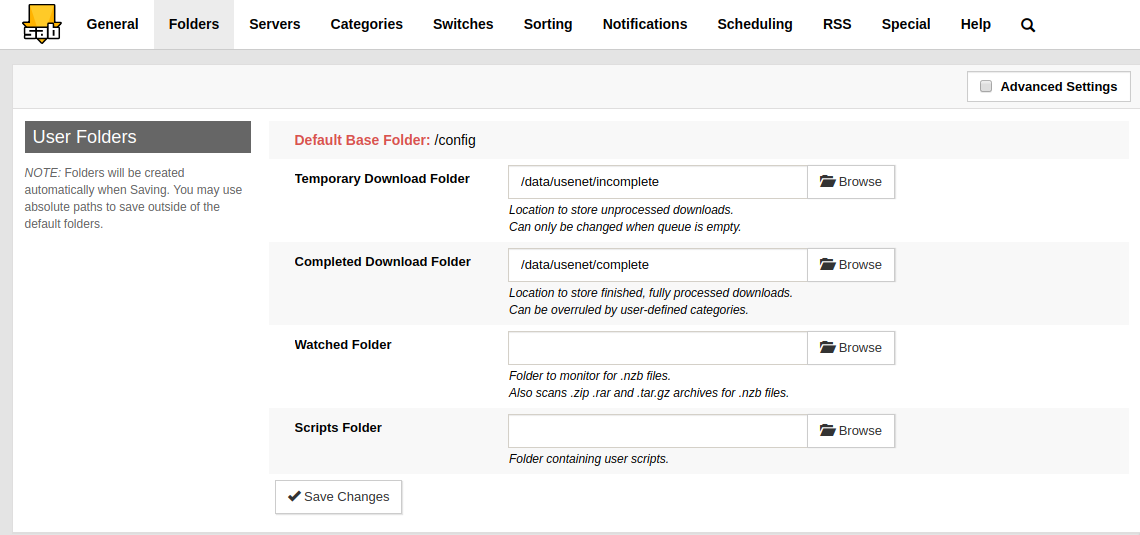 General Folders Servers Categories Switches Sorting Notifications Scheduling RSS Special Help
Advanced Settings
User Folders
NOTE: Folders will be created
automatically when Saving. You may use
absolute paths to save outside of the
default folders.
Default Base Folder: /config
Temporary Download Folder /data/usenet/incomplete Browse
Location to store unprocessed downloads.
Can only be changed when queue is empty.
Completed Download Folder /data/usenet/complete Browse
Location to store finished, fully processed downloads.
Can be overruled by user-defined categories.
Watched Folder Browse
Folder to monitor for .nzb files.
Also scans .zip .rar and .tar.gz archives for .nzb files.
Scripts Folder Browse
Folder containing user scripts.
Save Changes